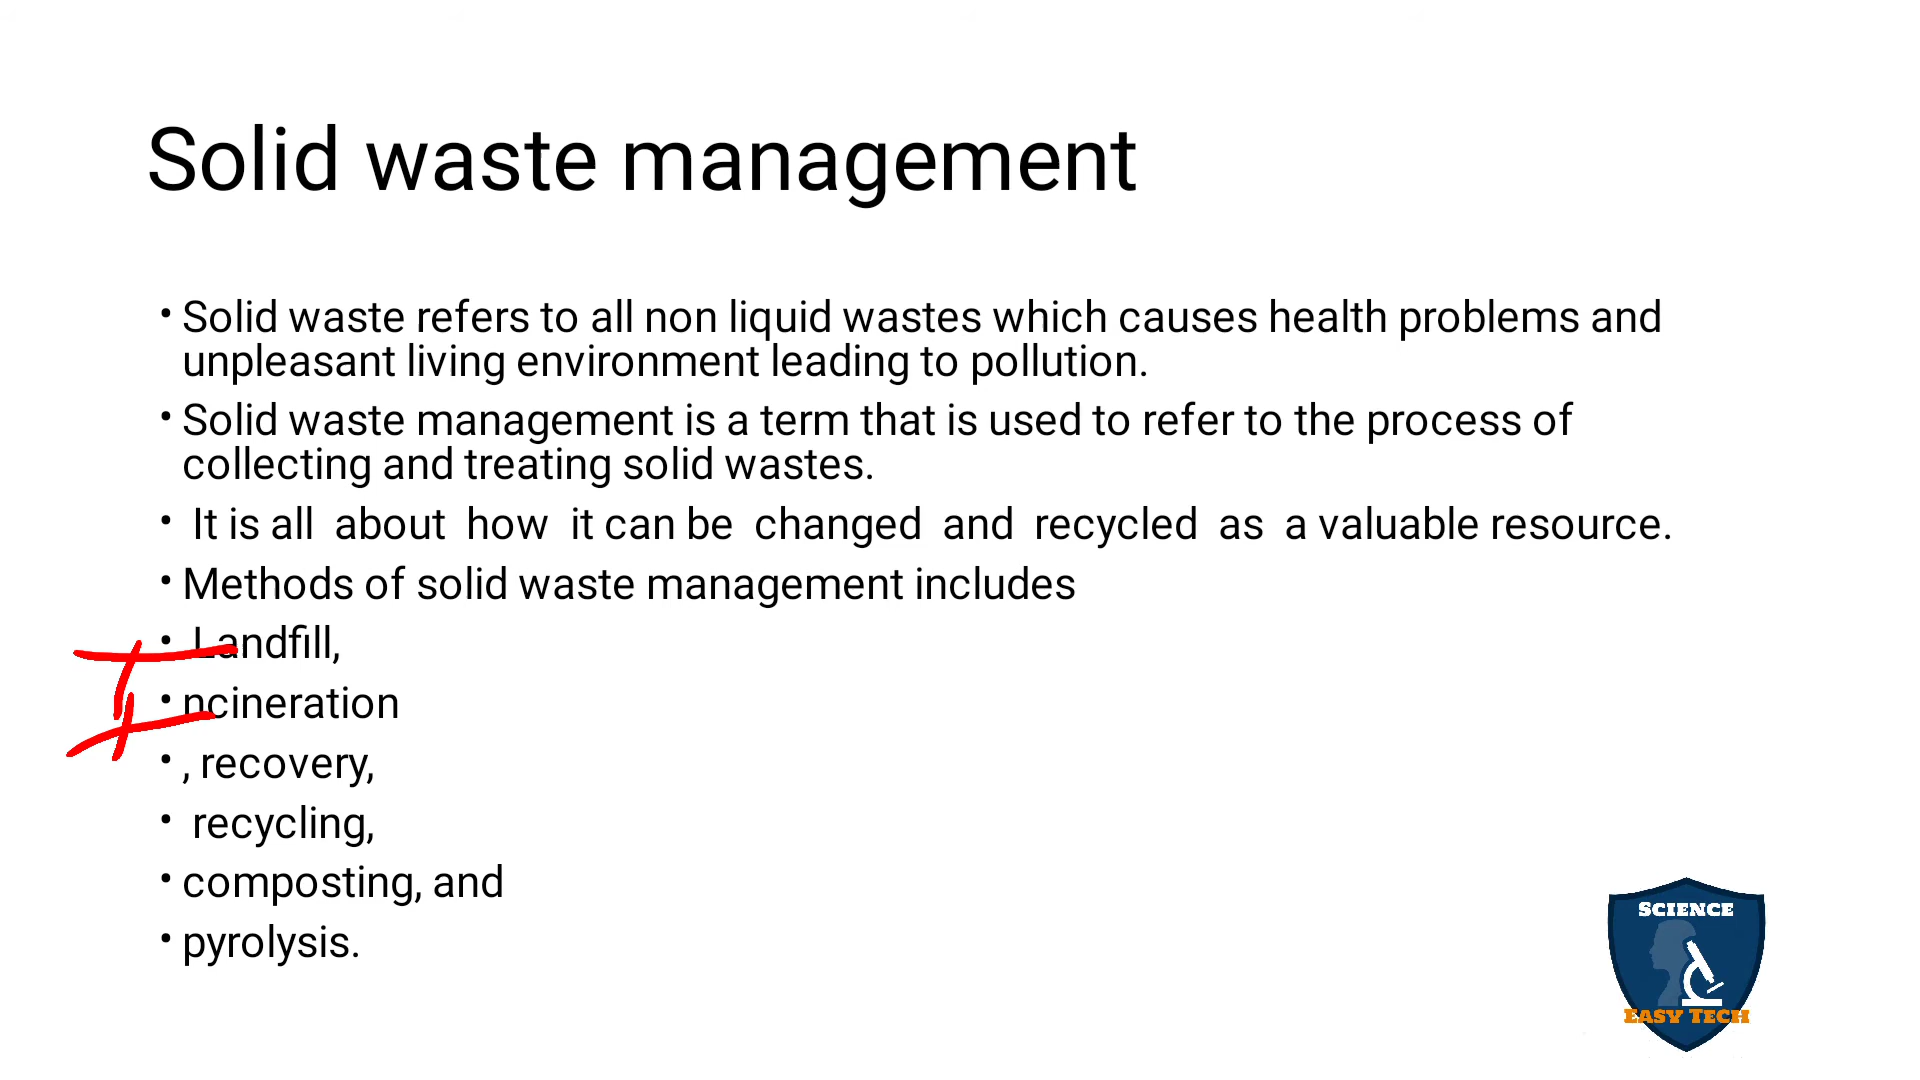 Solid waste management
• Solid waste refers to all non liquid wastes which causes health problems and
unpleasant living environment leading to pollution.
• Solid waste management is a term that is used to refer to the process of
collecting and treating solid wastes.
• It is all about how it can be changed and recycled as a valuable resource.
• Methods of solid waste management includes
• Landfill,
I
• ncineration
• , recovery,
• recycling,
• composting, and
• pyrolysis.
SCIENCE
EASY TECH